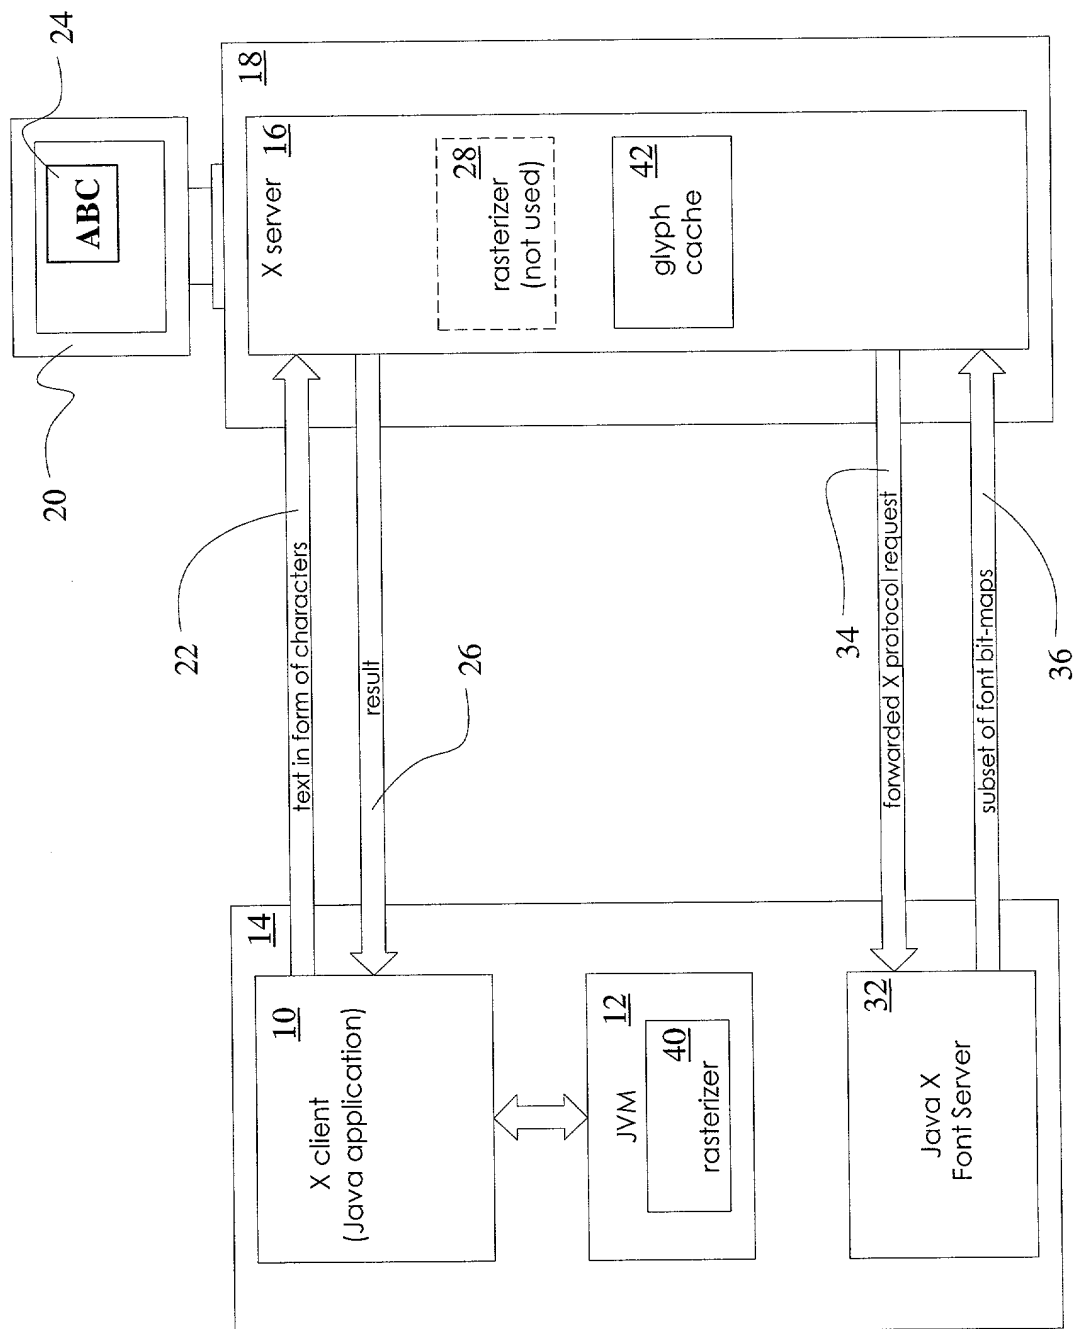 14
10
X client
(Java application)
12
JVM
40
rasterizer
32
Java X
Font Server
22
text in form of characters
result
26
34
forwarded X protocol request
subset of font bit-maps
36
20
24
ABC
18
16
X server
28
rasterizer
(not used)
42
glyph
cache